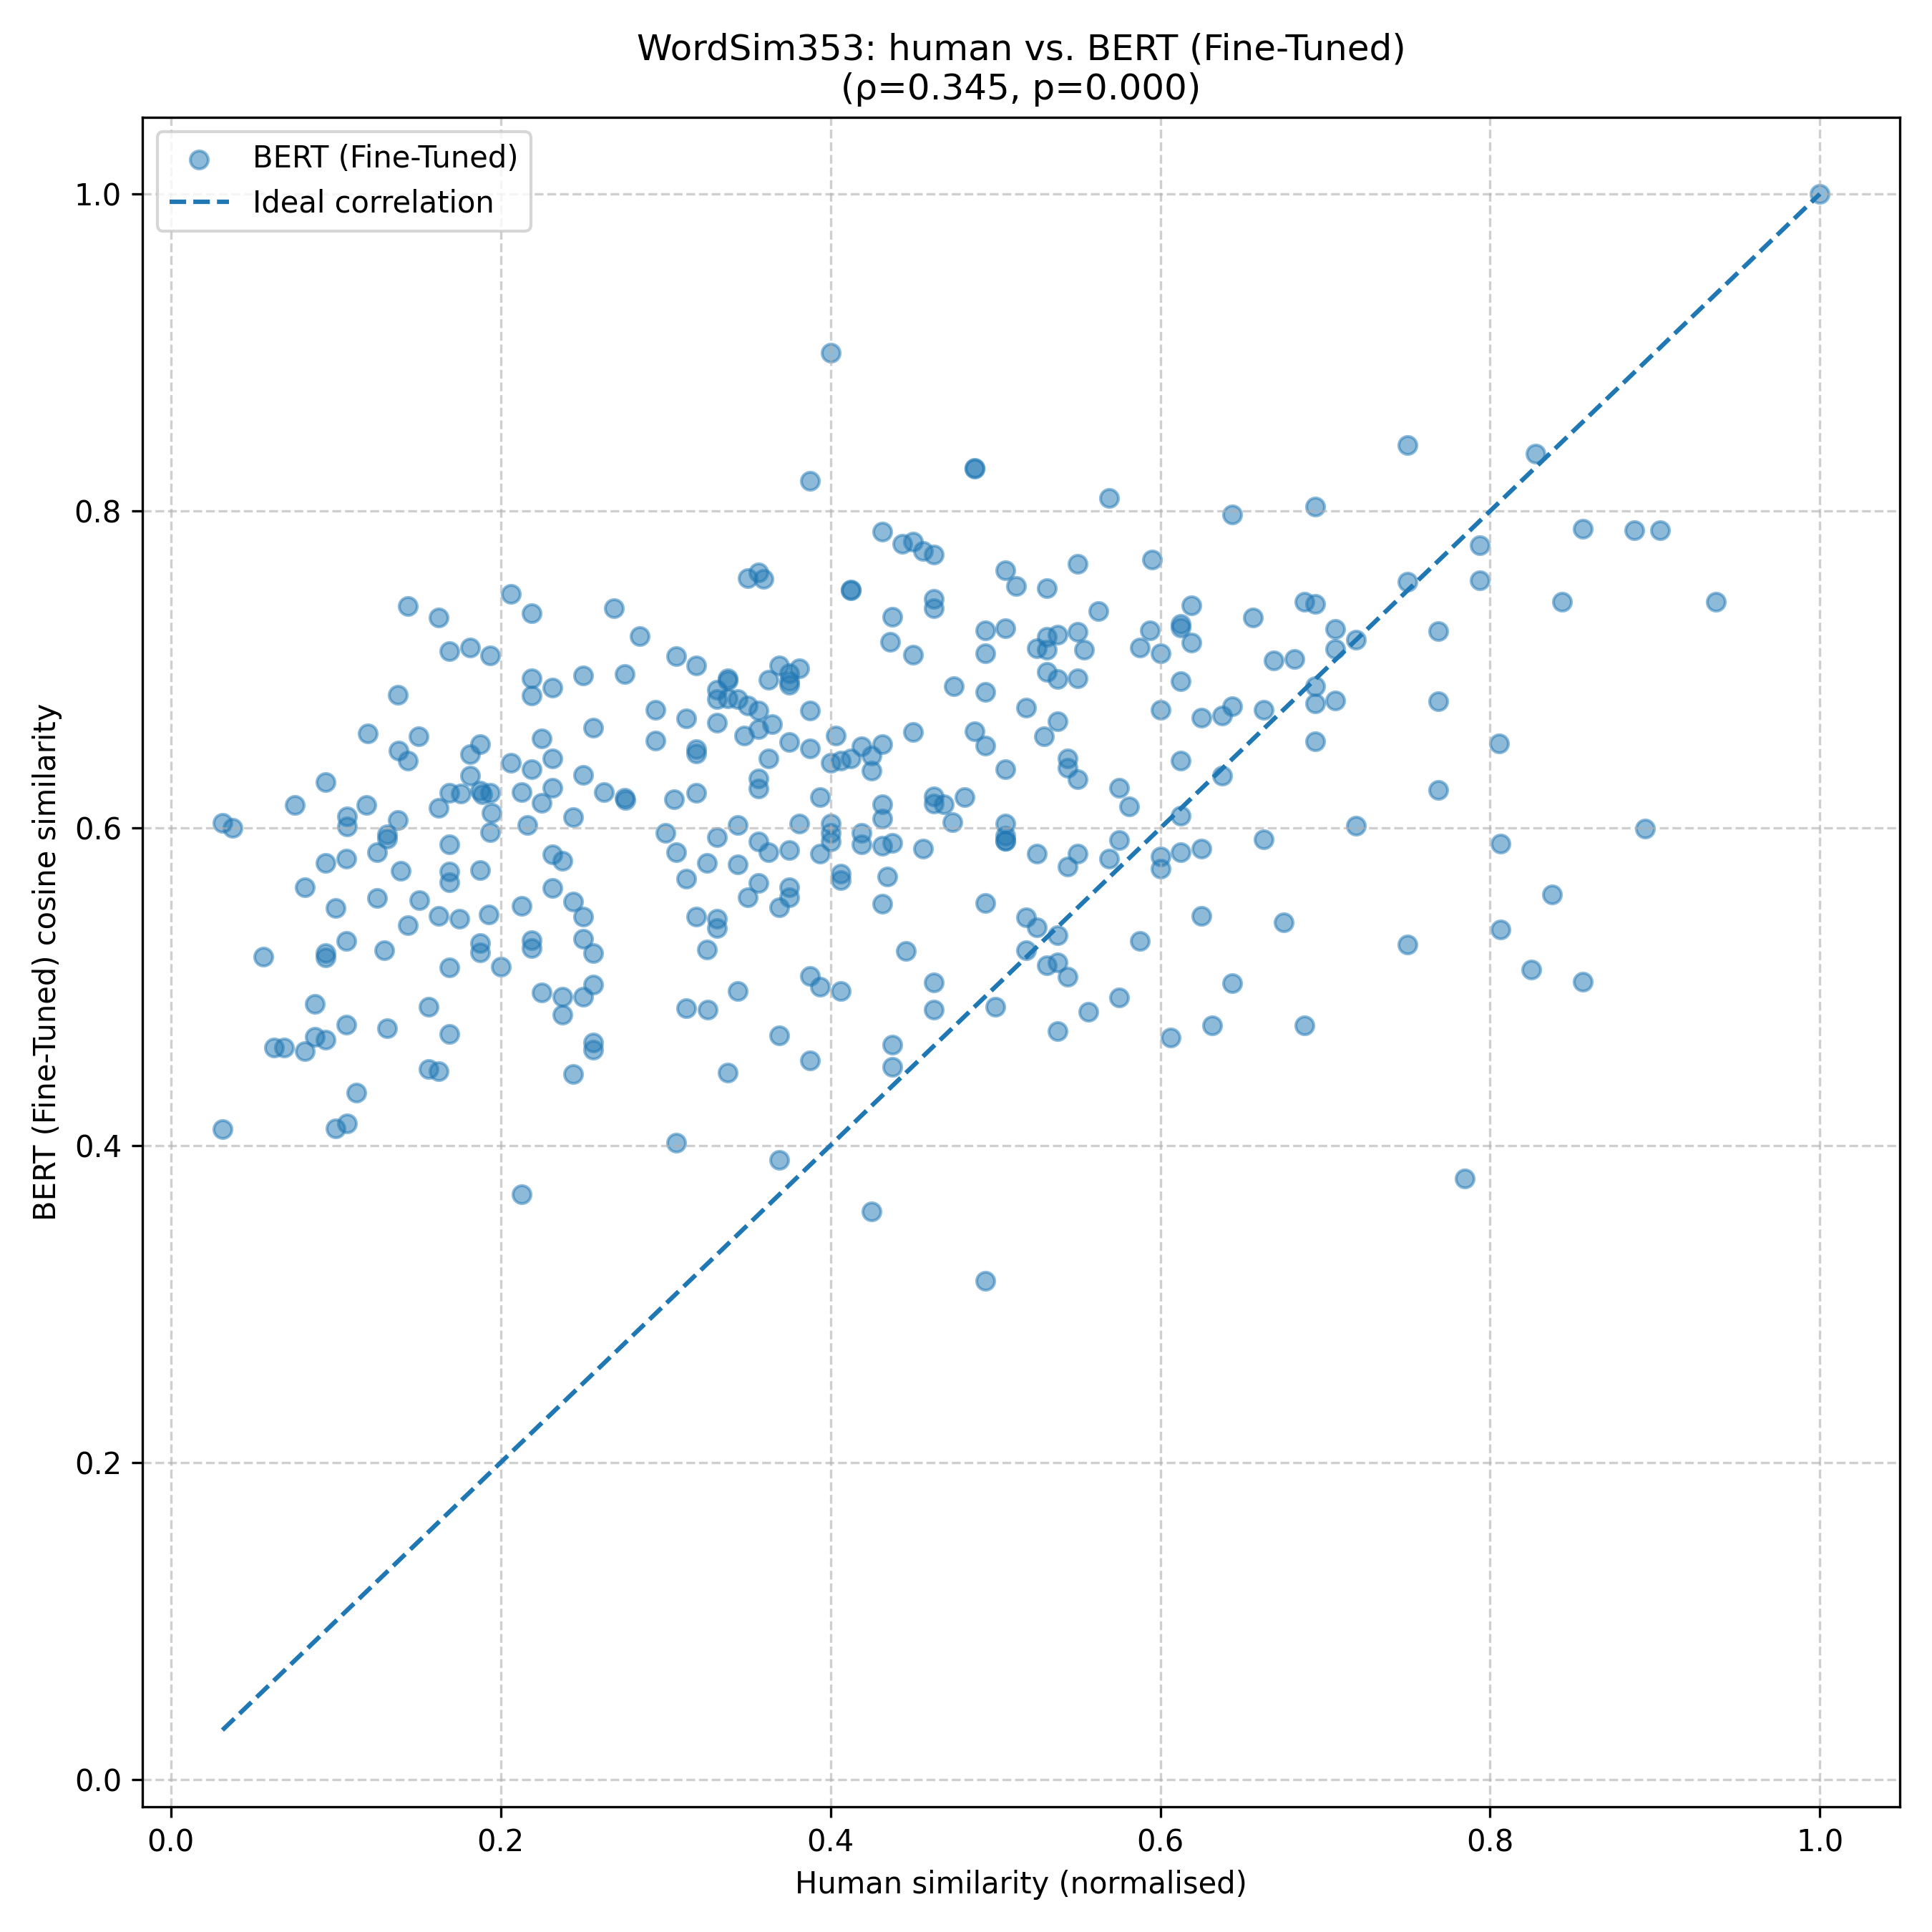 WordSim353: human vs. BERT (Fine-Tuned)
(ρ=0.345, p=0.000)
BERT (Fine-Tuned)
Ideal correlation
1.0
0.8
0.6
0.4
0.2
0.0
BERT (Fine-Tuned) cosine similarity
0.0 0.2 0.4 0.6 0.8 1.0
Human similarity (normalised)